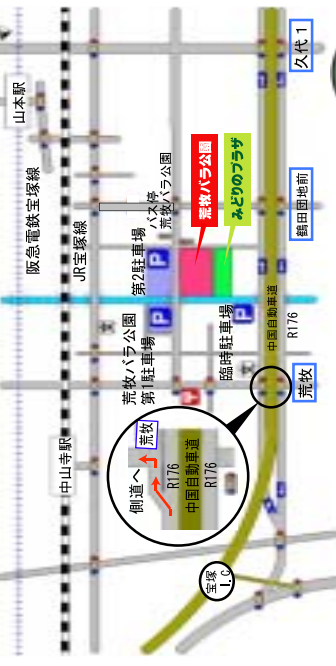 久代1
山本駅
阪急電鉄宝塚線
JR宝塚線
バス停
荒牧バラ公園
荒牧バラ公園
みどりのプラザ
鶴田団地前
第2駐車場
P
P
P
荒牧バラ公園
第1駐車場
臨時駐車場
中国自動車道
R176
荒牧
中山寺駅
側道へ
荒牧
R176
中国自動車道
R176
宝塚
I.C